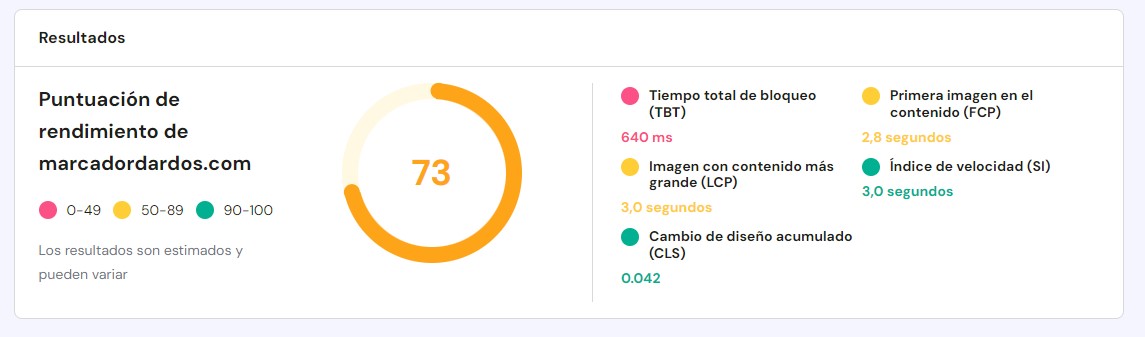 Resultados
Puntuación de
rendimiento de
marcadordardos.com
0-49
50-89
90-100
Los resultados son estimados y
pueden variar
73
Tiempo total de bloqueo
(TBT)
640 ms
Primera imagen en el
contenido (FCP)
2,8 segundos
Imagen con contenido más
grande (LCP)
3,0 segundos
Índice de velocidad (SI)
3,0 segundos
Cambio de diseño acumulado
(CLS)
0.042